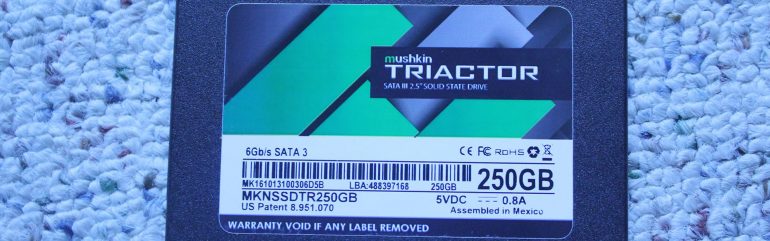 mushkin
TRIACTOR
SATA III 2.5" SOLID STATE DRIVE
6Gb/s SATA 3
CE FC RoHS
MK161013100306D5B LBA:488397168 250GB
250GB
MKNSSDTR250GB
5VDC --- 0.8A
US Patent 8.951.070
Assembled in Mexico
WARRANTY VOID IF ANY LABEL REMOVED